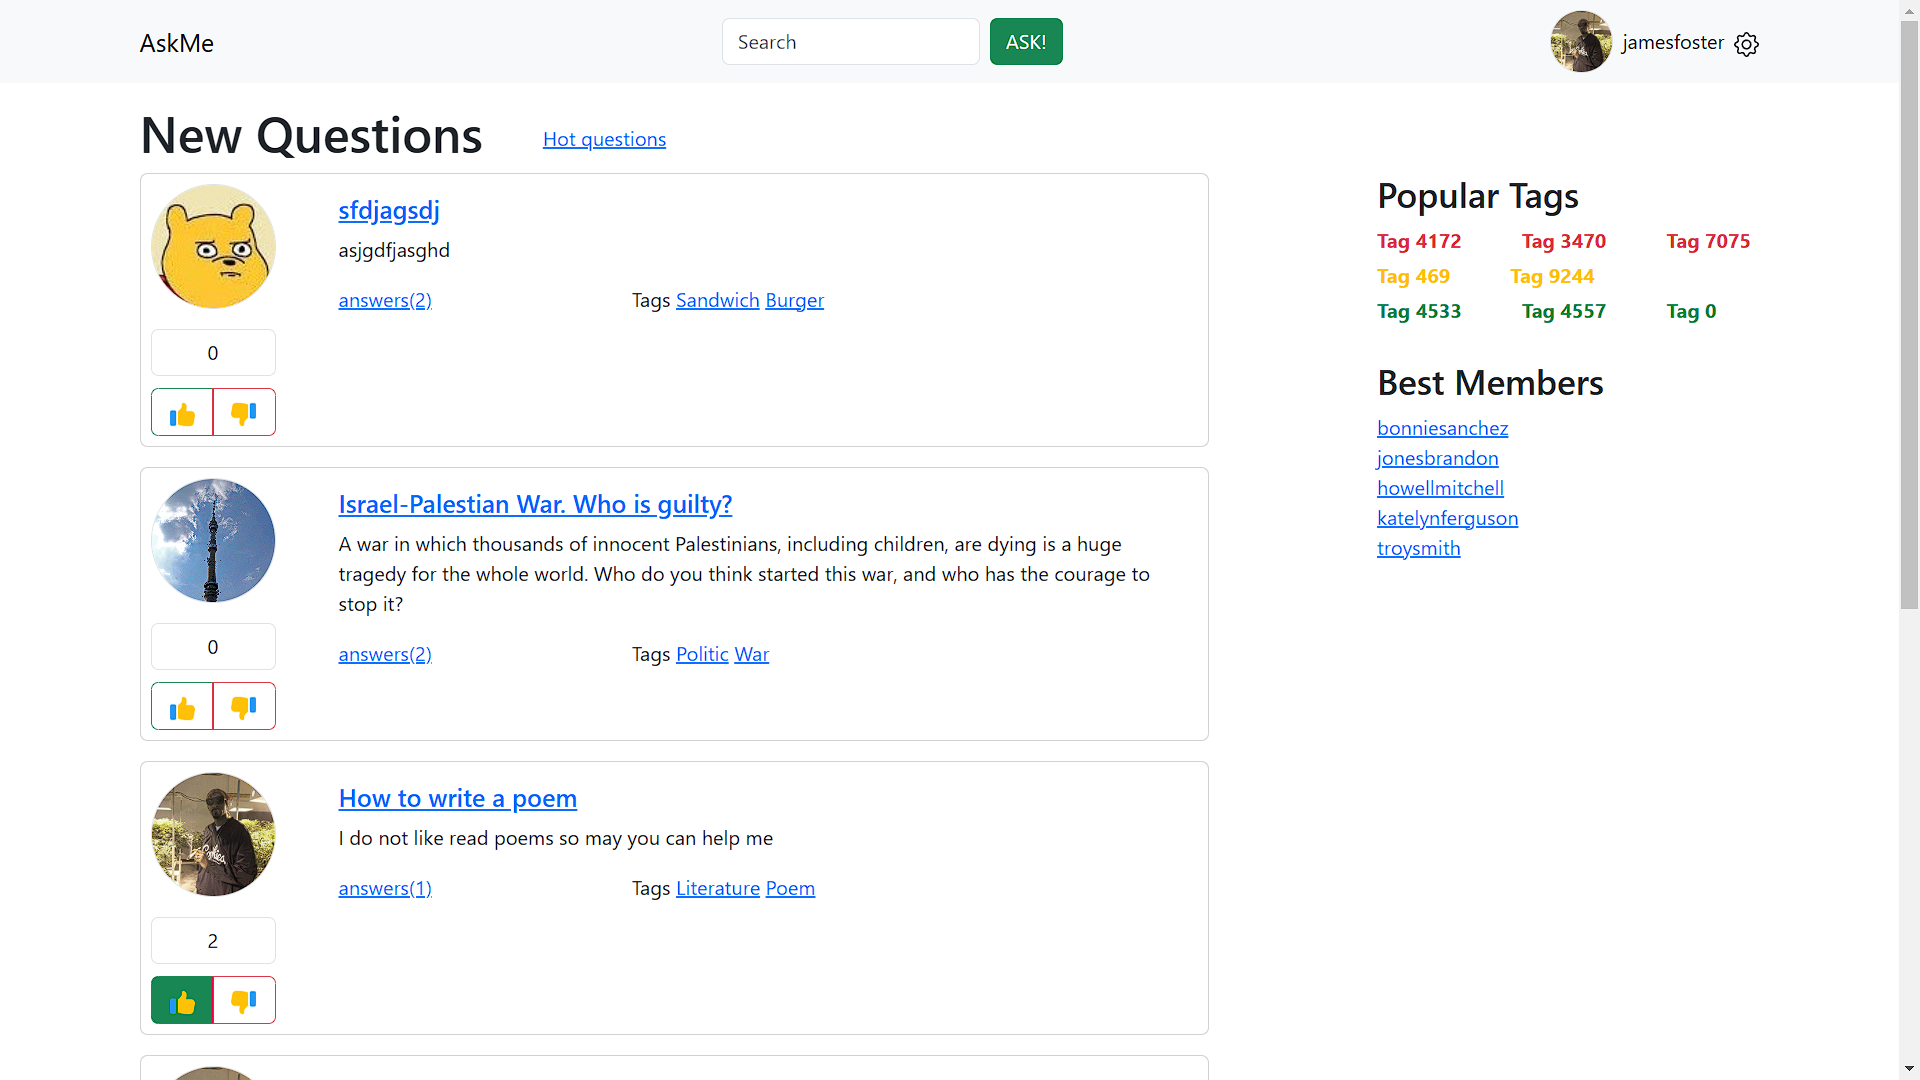 AskMe
Search
ASK!
jamesfoster
New Questions
Hot questions
sfdjagsdj
asjgdfjasghd
answers(2)
Tags Sandwich Burger
0
Israel-Palestian War. Who is guilty?
A war in which thousands of innocent Palestinians, including children, are dying is a huge
tragedy for the whole world. Who do you think started this war, and who has the courage to
stop it?
answers(2)
Tags Politic War
0
How to write a poem
I do not like read poems so may you can help me
answers(1)
Tags Literature Poem
2
Popular Tags
Tag 4172 Tag 3470 Tag 7075
Tag 469 Tag 9244
Tag 4533 Tag 4557 Tag 0
Best Members
bonniesanchez
jonesbrandon
howellmitchell
katelynferguson
troysmith